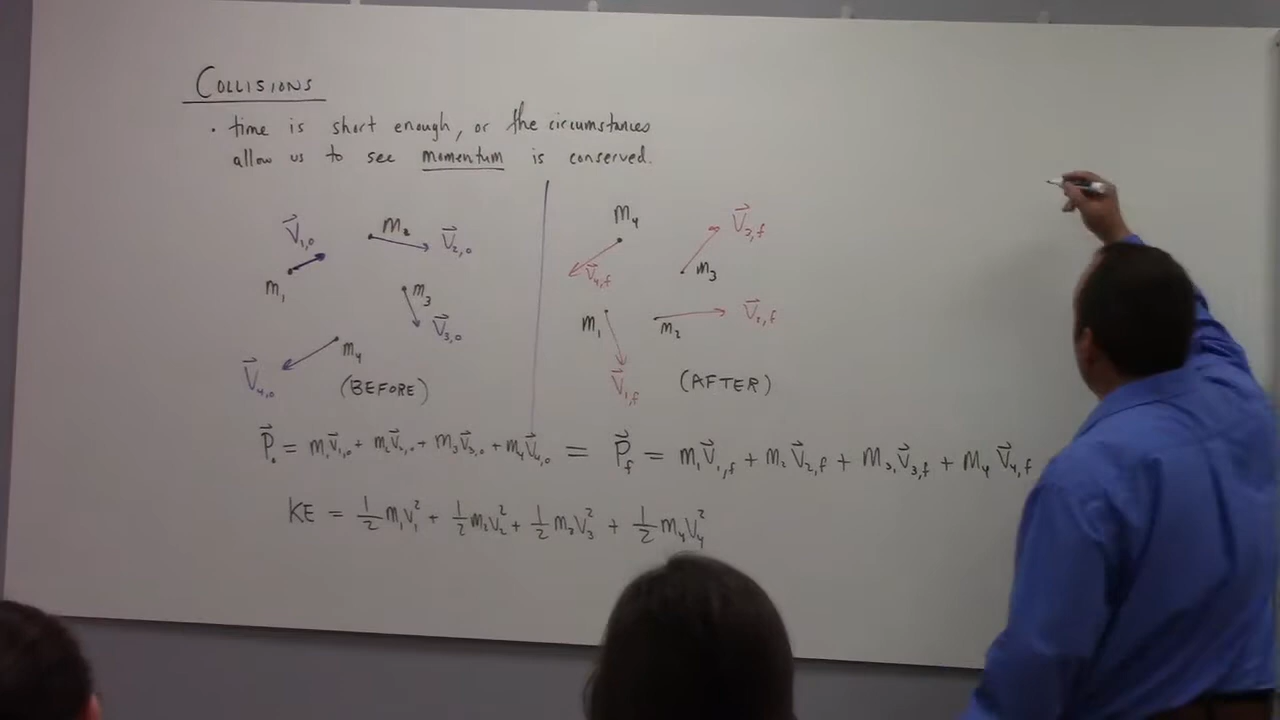 COLLISIONS
• time is short enough, or the circumstances
allow us to see momentum is conserved.
V⃗₁,₀
m₁
m₂
V⃗₂,₀
m₃
V⃗₃,₀
m₄
V⃗₄,₀
(BEFORE)
m₄
V⃗₄,f
V⃗₃,f
m₃
m₁
V⃗₁,f
m₂
V⃗₂,f
(AFTER)
P⃗₀ = m₁V⃗₁,₀ + m₂V⃗₂,₀ + m₃V⃗₃,₀ + m₄V⃗₄,₀ = P⃗f = m₁V⃗₁,f + m₂V⃗₂,f + m₃V⃗₃,f + m₄V⃗₄,f
KE = ½m₁V₁² + ½m₂V₂² + ½m₃V₃² + ½m₄V₄²